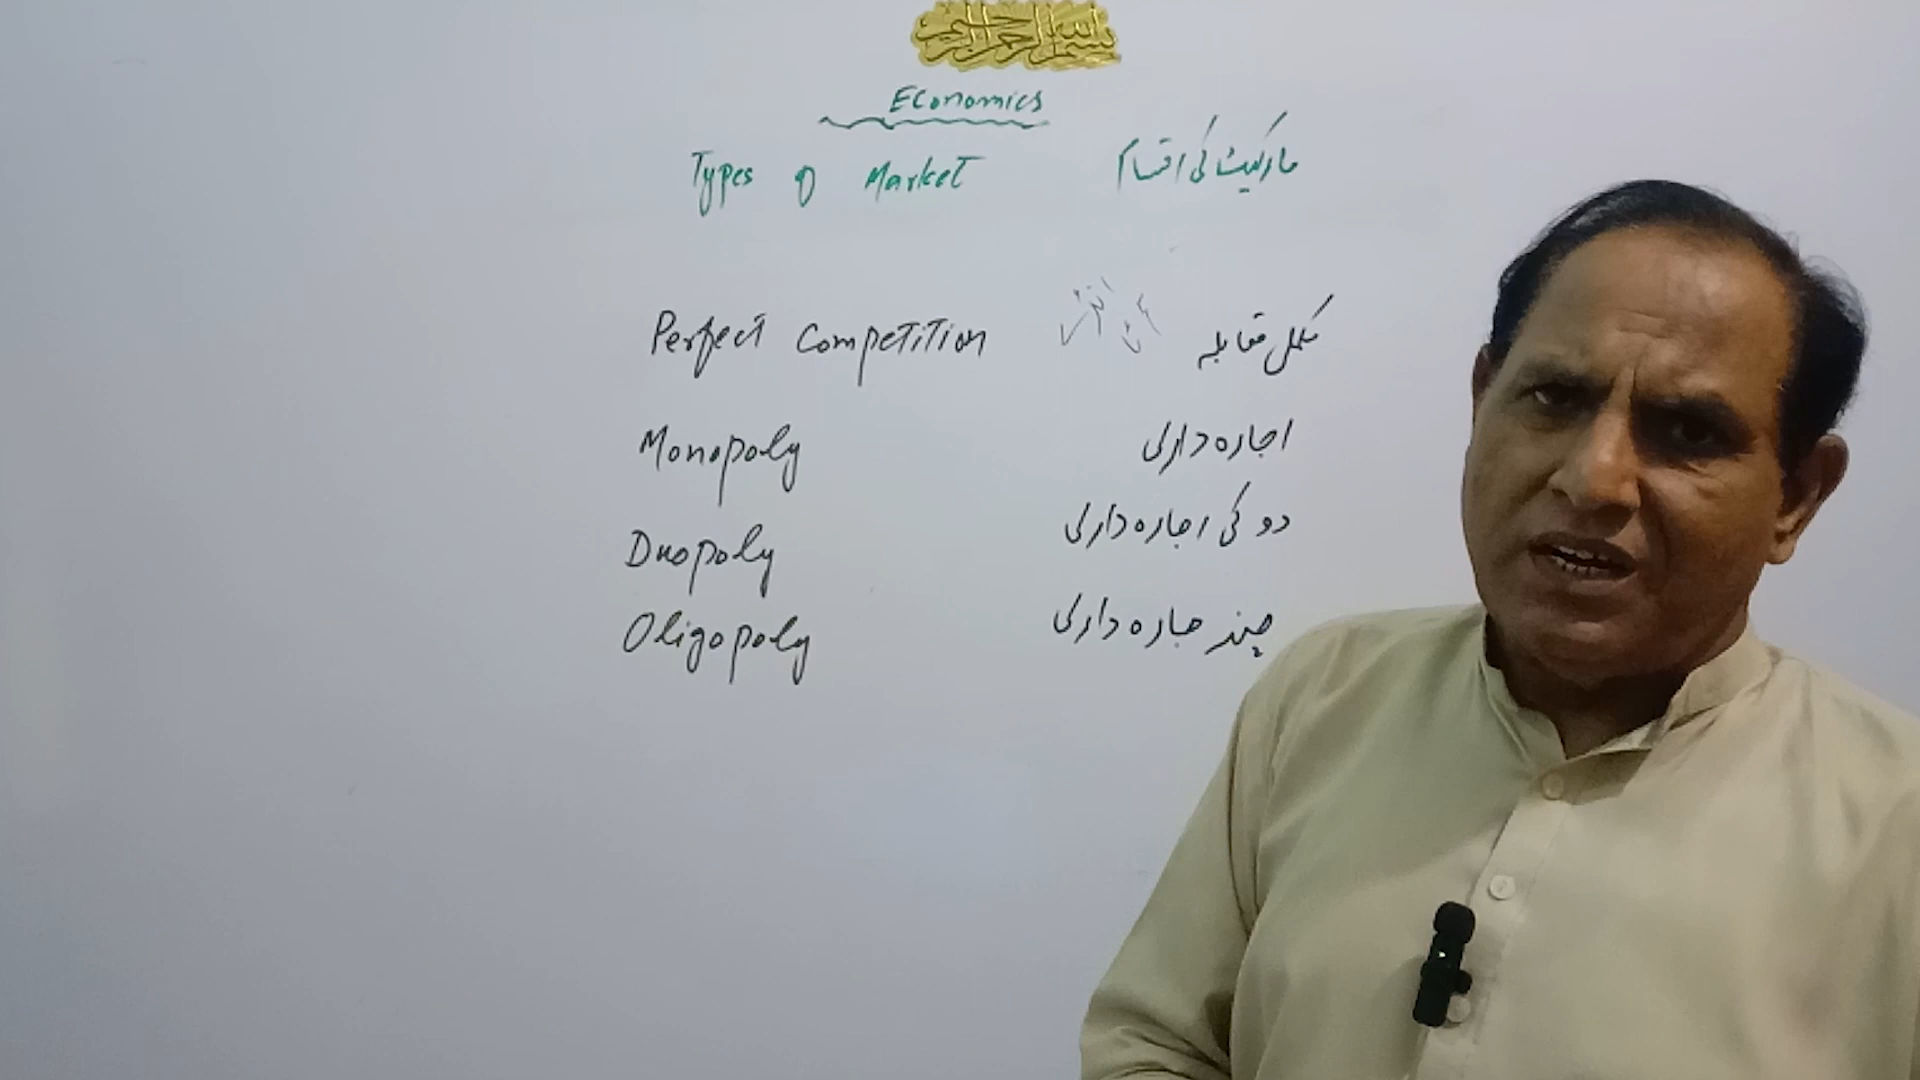 بسم الله الرحمن الرحيم
Economics
Types of Market مارکیٹ کی اقسام
Perfect Competition مکمل مقابلہ
Monopoly اجارہ داری
Duopoly دو کی اجارہ داری
Oligopoly چند جارہ داری